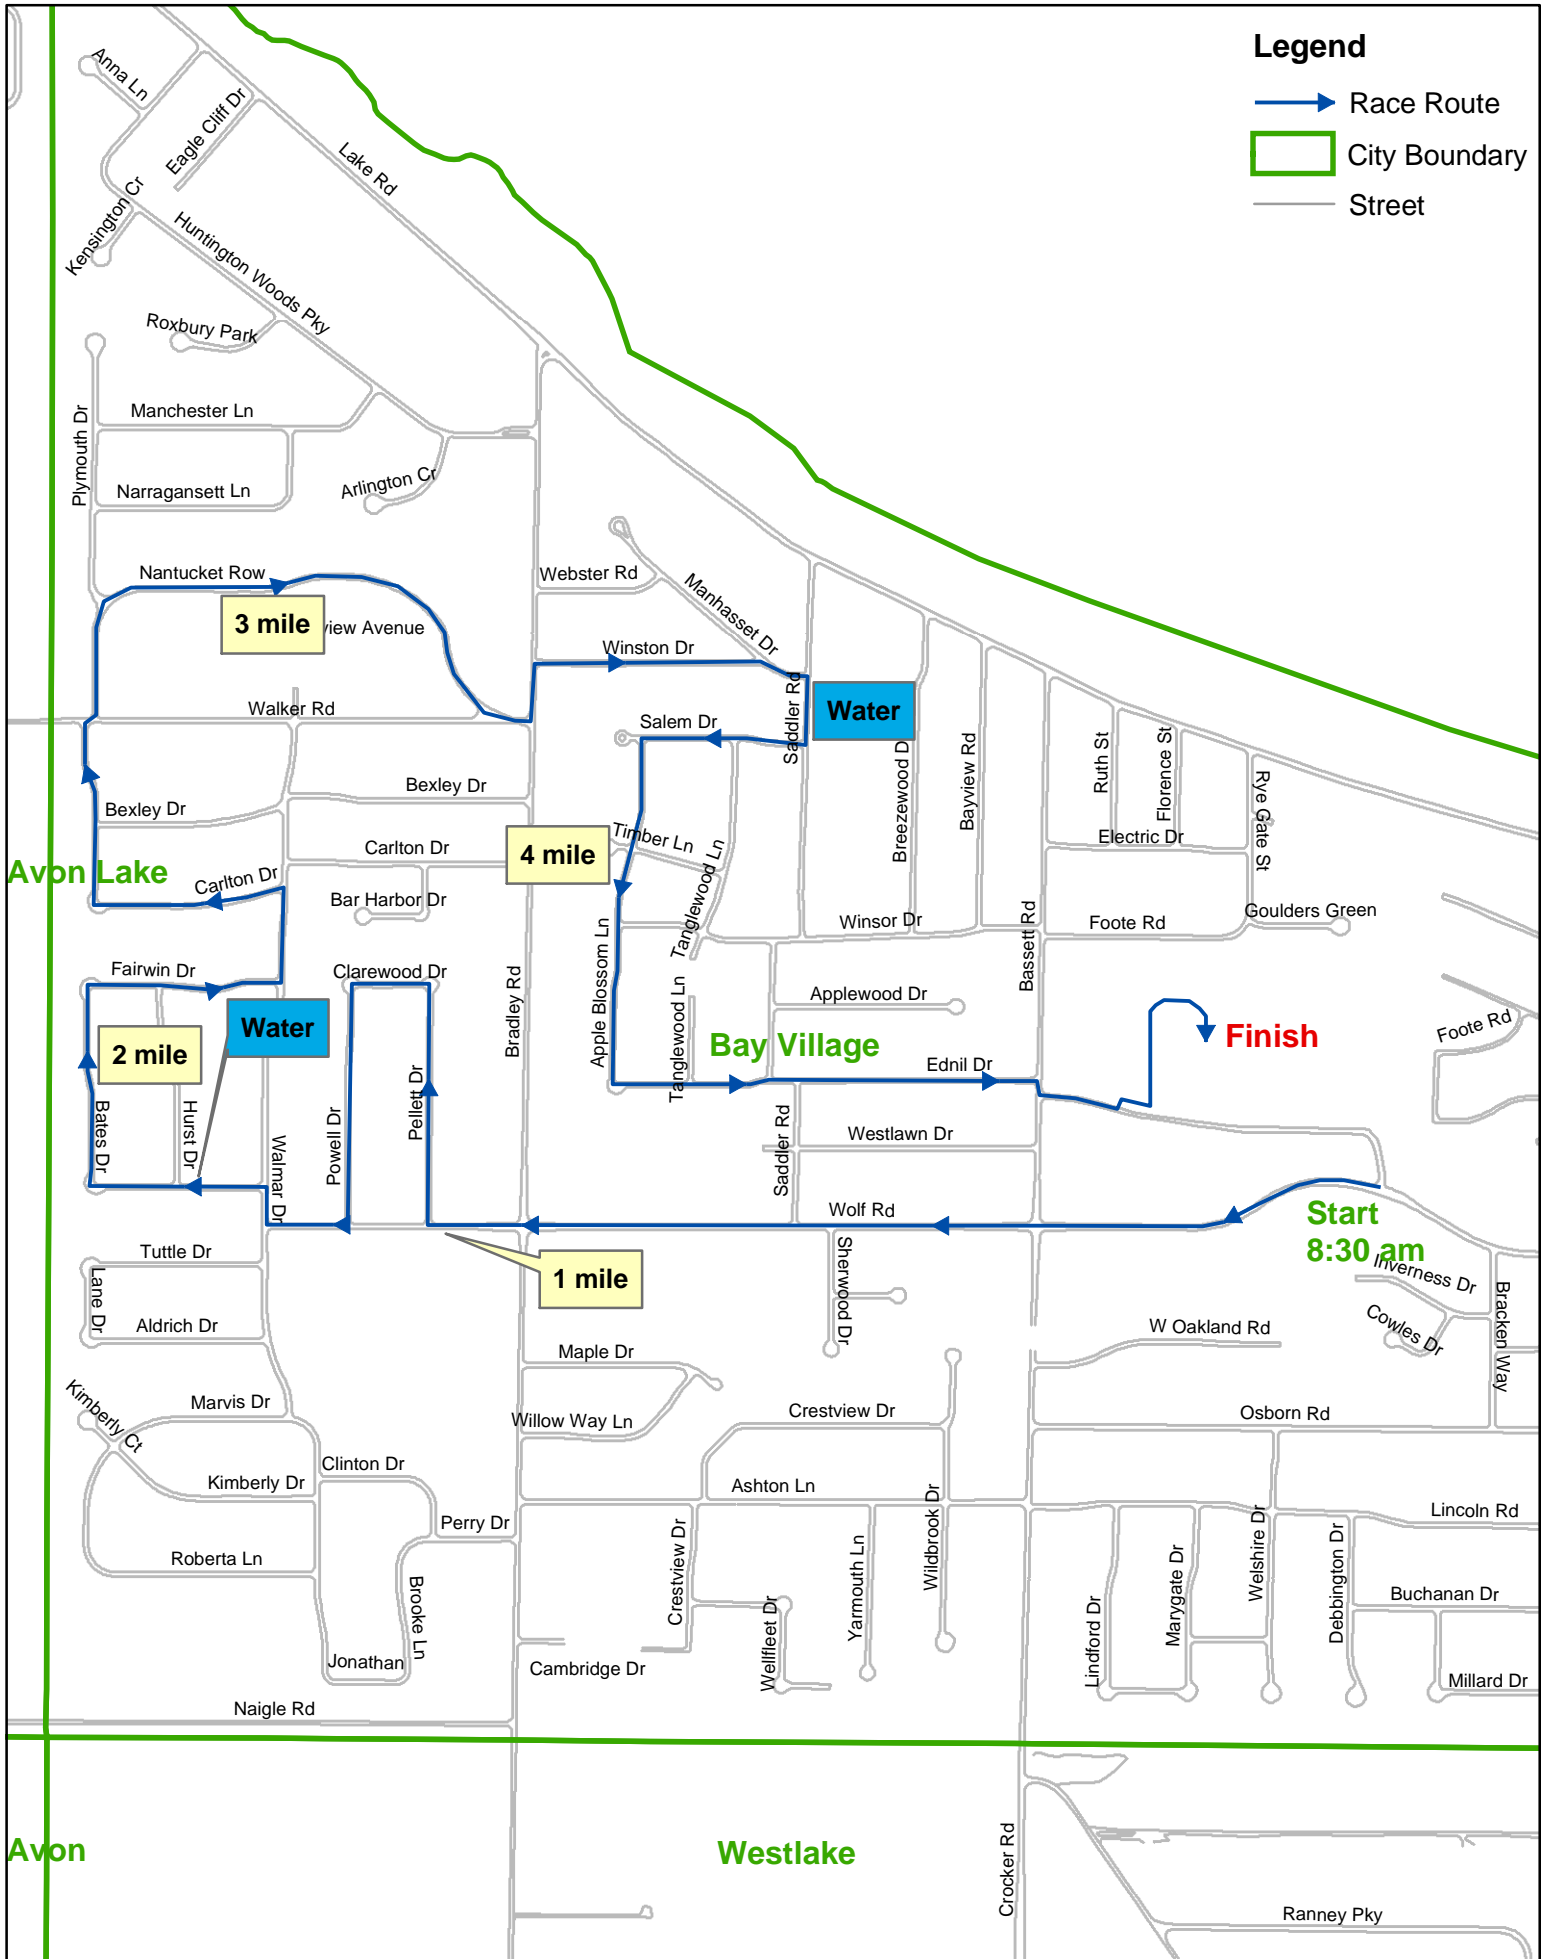 Legend
Race Route
City Boundary
Street
Anna Ln
Eagle Cliff Dr
Lake Rd
Kensington Cr
Huntington Woods Pky
Roxbury Park
Manchester Ln
Plymouth Dr
Narragansett Ln
Arlington Cr
Nantucket Row
Webster Rd
Manhasset Dr
3 mile
view Avenue
Winston Dr
Saddler Rd
Water
Walker Rd
Salem Dr
Breezewood D
Bayview Rd
Ruth St
Florence St
Rye Gate St
Bexley Dr
Bexley Dr
Timber Ln
Electric Dr
4 mile
Carlton Dr
Avon Lake
Carlton Dr
Tanglewood Ln
Bar Harbor Dr
Winsor Dr
Bassett Rd
Foote Rd
Goulders Green
Apple Blossom Ln
Fairwin Dr
Clarewood Dr
Bradley Rd
Tanglewood Ln
Applewood Dr
Water
2 mile
Bay Village
Finish
Foote Rd
Ednil Dr
Bates Dr
Hurst Dr
Walmar Dr
Powell Dr
Pellett Dr
Saddler Rd
Westlawn Dr
Wolf Rd
Start
8:30 am
Tuttle Dr
Lane Dr
1 mile
Sherwood Dr
Inverness Dr
Bracken Way
Aldrich Dr
Cowles Dr
W Oakland Rd
Maple Dr
Kimberly Ct
Marvis Dr
Willow Way Ln
Crestview Dr
Osborn Rd
Clinton Dr
Kimberly Dr
Ashton Ln
Wildbrook Dr
Lincoln Rd
Perry Dr
Crestview Dr
Yarmouth Ln
Welshire Dr
Debbington Dr
Roberta Ln
Brooke Ln
Marygate Dr
Buchanan Dr
Wellfleet Dr
Lindford Dr
Jonathan
Cambridge Dr
Millard Dr
Naigle Rd
Avon
Westlake
Crocker Rd
Ranney Pky